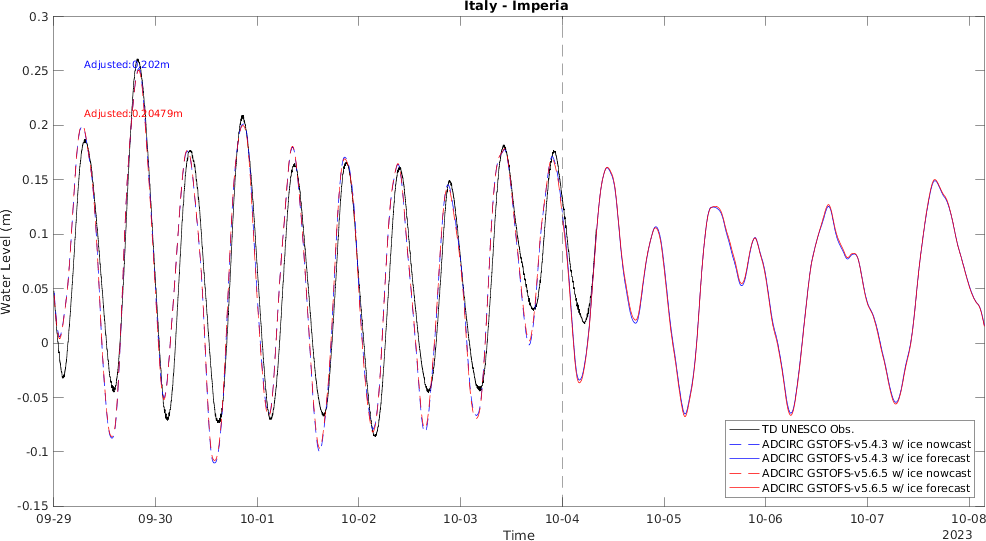 Italy - Imperia
Water Level (m)
0.3
0.25
0.2
0.15
0.1
0.05
0
-0.05
-0.1
-0.15
Adjusted:0.202m
Adjusted:0.20479m
TD UNESCO Obs.
ADCIRC GSTOFS-v5.4.3 w/ ice nowcast
ADCIRC GSTOFS-v5.4.3 w/ ice forecast
ADCIRC GSTOFS-v5.6.5 w/ ice nowcast
ADCIRC GSTOFS-v5.6.5 w/ ice forecast
09-29 09-30 10-01 10-02 10-03 10-04 10-05 10-06 10-07 10-08
Time
2023